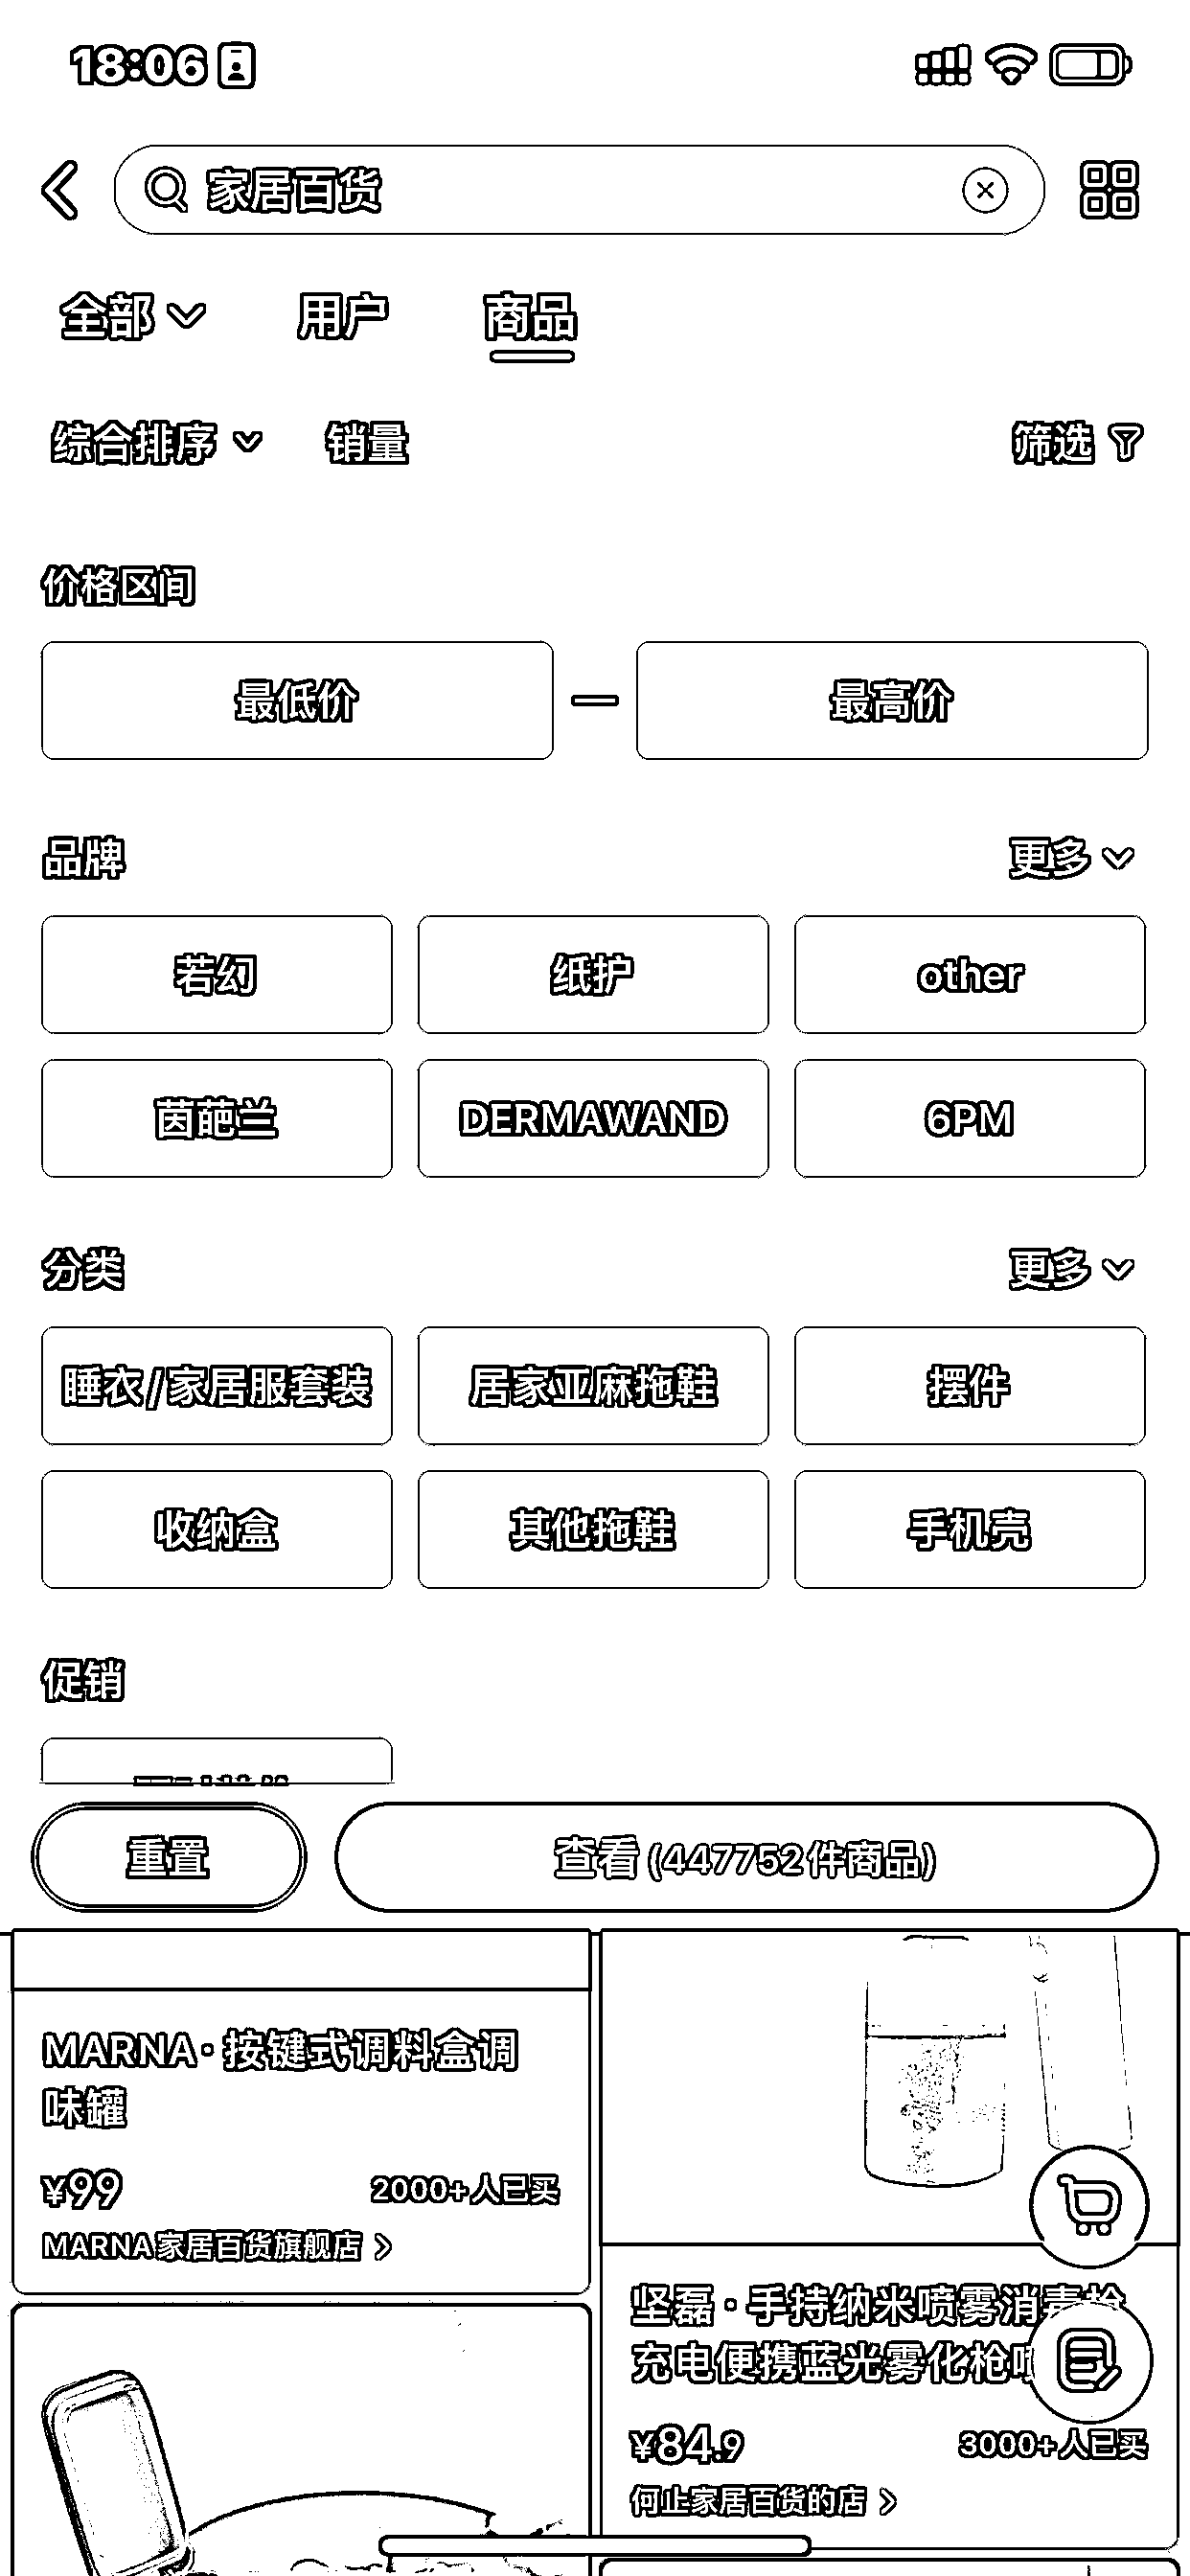 18:06
家居百货
全部 用户 商品
综合排序 销量 筛选
价格区间
最低价 最高价
品牌 更多
若幻 纸护 other
茵葩兰 DERMAWAND 6PM
分类 更多
睡衣/家居服套装 居家亚麻拖鞋 摆件
收纳盒 其他拖鞋 手机壳
促销
重置 查看 (447752件商品)
MARNA· 按键式调料盒调
味罐
¥99 2000+人已买
MARNA家居百货旗舰店
坚磊 · 手持纳米喷雾消毒枪
充电便携蓝光雾化枪
¥84.9 3000+人已买
何止家居百货的店